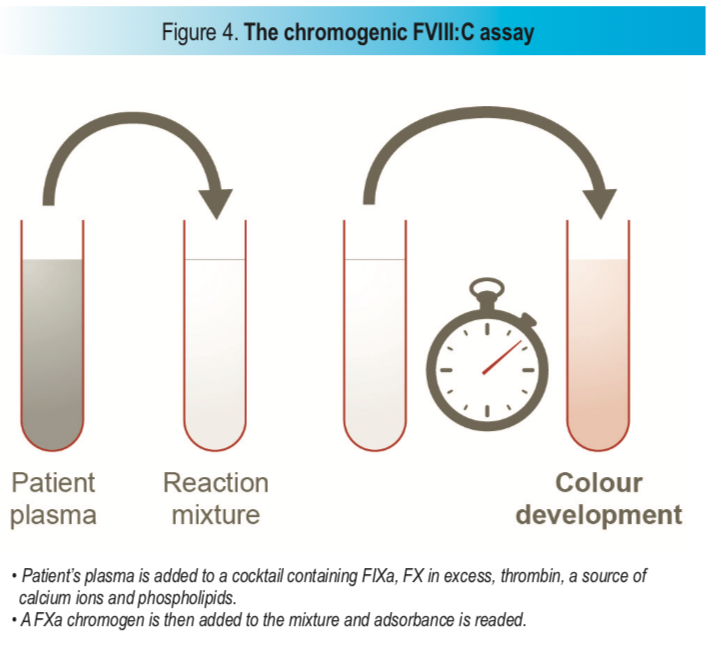 Figure 4. The chromogenic FVIII:C assay
Patient
plasma
Reaction
mixture
Colour
development
• Patient's plasma is added to a cocktail containing FIXa, FX in excess, thrombin, a source of
calcium ions and phospholipids.
• A FXa chromogen is then added to the mixture and adsorbance is readed.